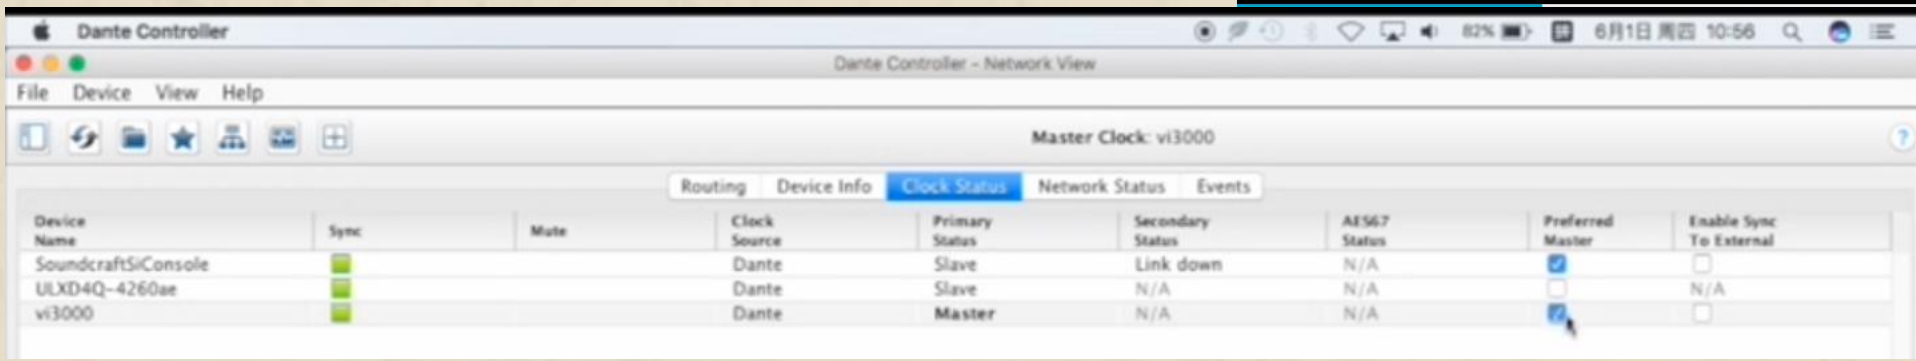 Dante Controller 82% 6月1日 周四 10:56
Dante Controller - Network View
File Device View Help
Master Clock: vi3000
?
Routing Device Info Clock Status Network Status Events
Device Name Sync Mute Clock Source Primary Status Secondary Status AES67 Status Preferred Master Enable Sync To External
SoundcraftSiConsole Dante Slave Link down N/A
ULXD4Q-4260ae Dante Slave N/A N/A N/A
vi3000 Dante Master N/A N/A